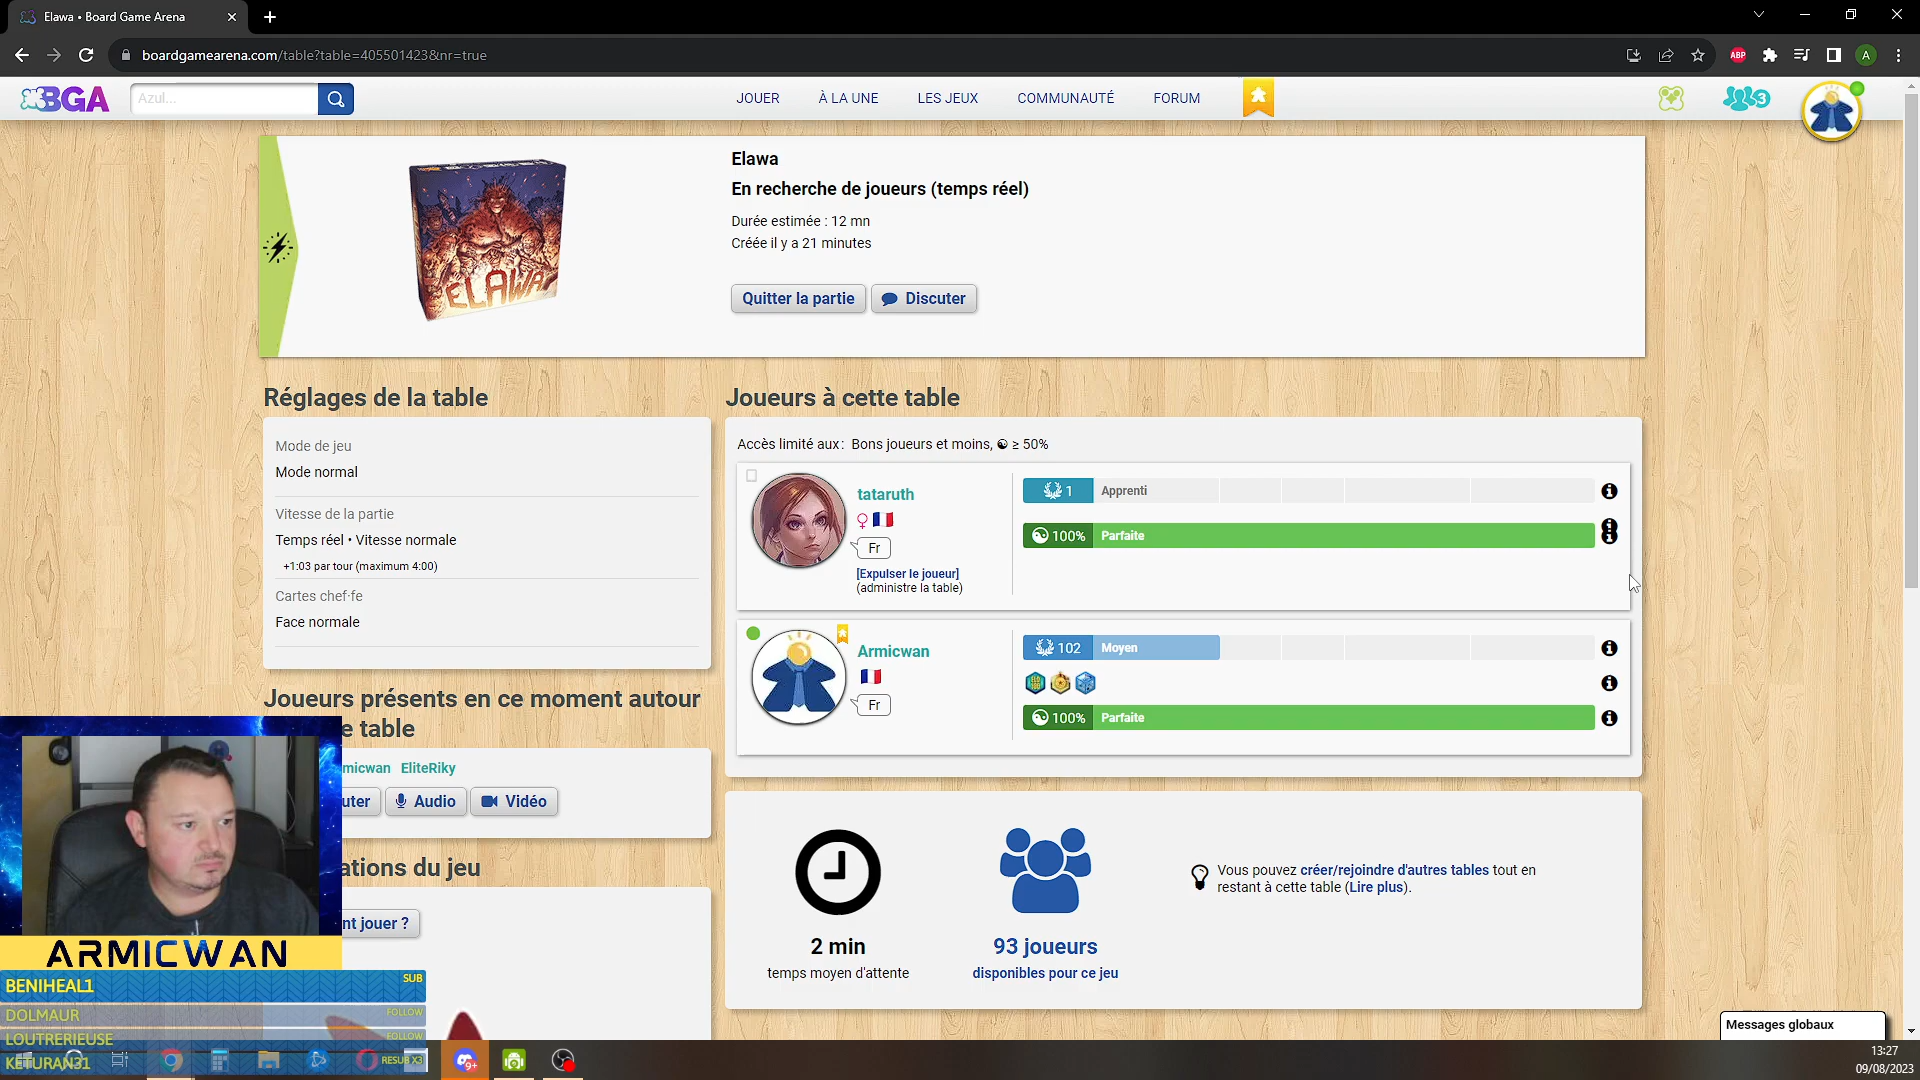 Elawa • Board Game Arena
boardgamearena.com/table?table=405501423&nr=true
ABP
A
BGA
Azul...
JOUER
À LA UNE
LES JEUX
COMMUNAUTÉ
FORUM
3
ELAWA
Elawa
En recherche de joueurs (temps réel)
Durée estimée : 12 mn
Créée il y a 21 minutes
Quitter la partie
Discuter
Réglages de la table
Mode de jeu
Mode normal
Vitesse de la partie
Temps réel • Vitesse normale
+1:03 par tour (maximum 4:00)
Cartes chef·fe
Face normale
Joueurs à cette table
Accès limité aux : Bons joueurs et moins, ☯ ≥ 50%
tataruth
Fr
[Expulser le joueur]
(administre la table)
1 Apprenti
100% Parfaite
Armicwan
Fr
102 Moyen
100% Parfaite
Joueurs présents en ce moment autour
e table
micwan EliteRiky
uter
Audio
Vidéo
ations du jeu
nt jouer ?
2 min
temps moyen d'attente
93 joueurs
disponibles pour ce jeu
Vous pouvez créer/rejoindre d'autres tables tout en
restant à cette table (Lire plus).
ARMICWAN
BENIHEAL1 SUB
DOLMAUR FOLLOW
LOUTRERIEUSE FOLLOW
KETURAN31 RESUB X3
9+
Messages globaux
13:27
09/08/2023